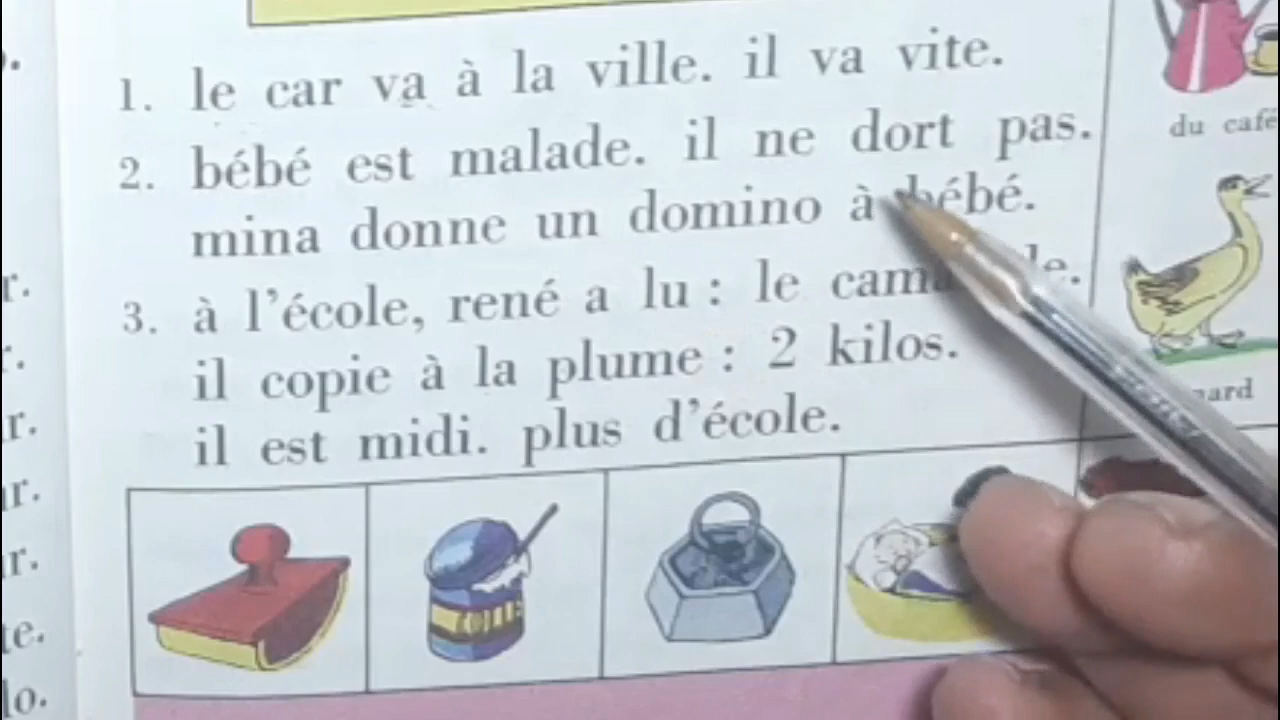 1. le car va à la ville. il va vite.
2. bébé est malade. il ne dort pas.
mina donne un domino à bébé.
3. à l'école, rené a lu : le
il copie à la plume : 2 kilos.
il est midi. plus d'école.
du café
COLLE